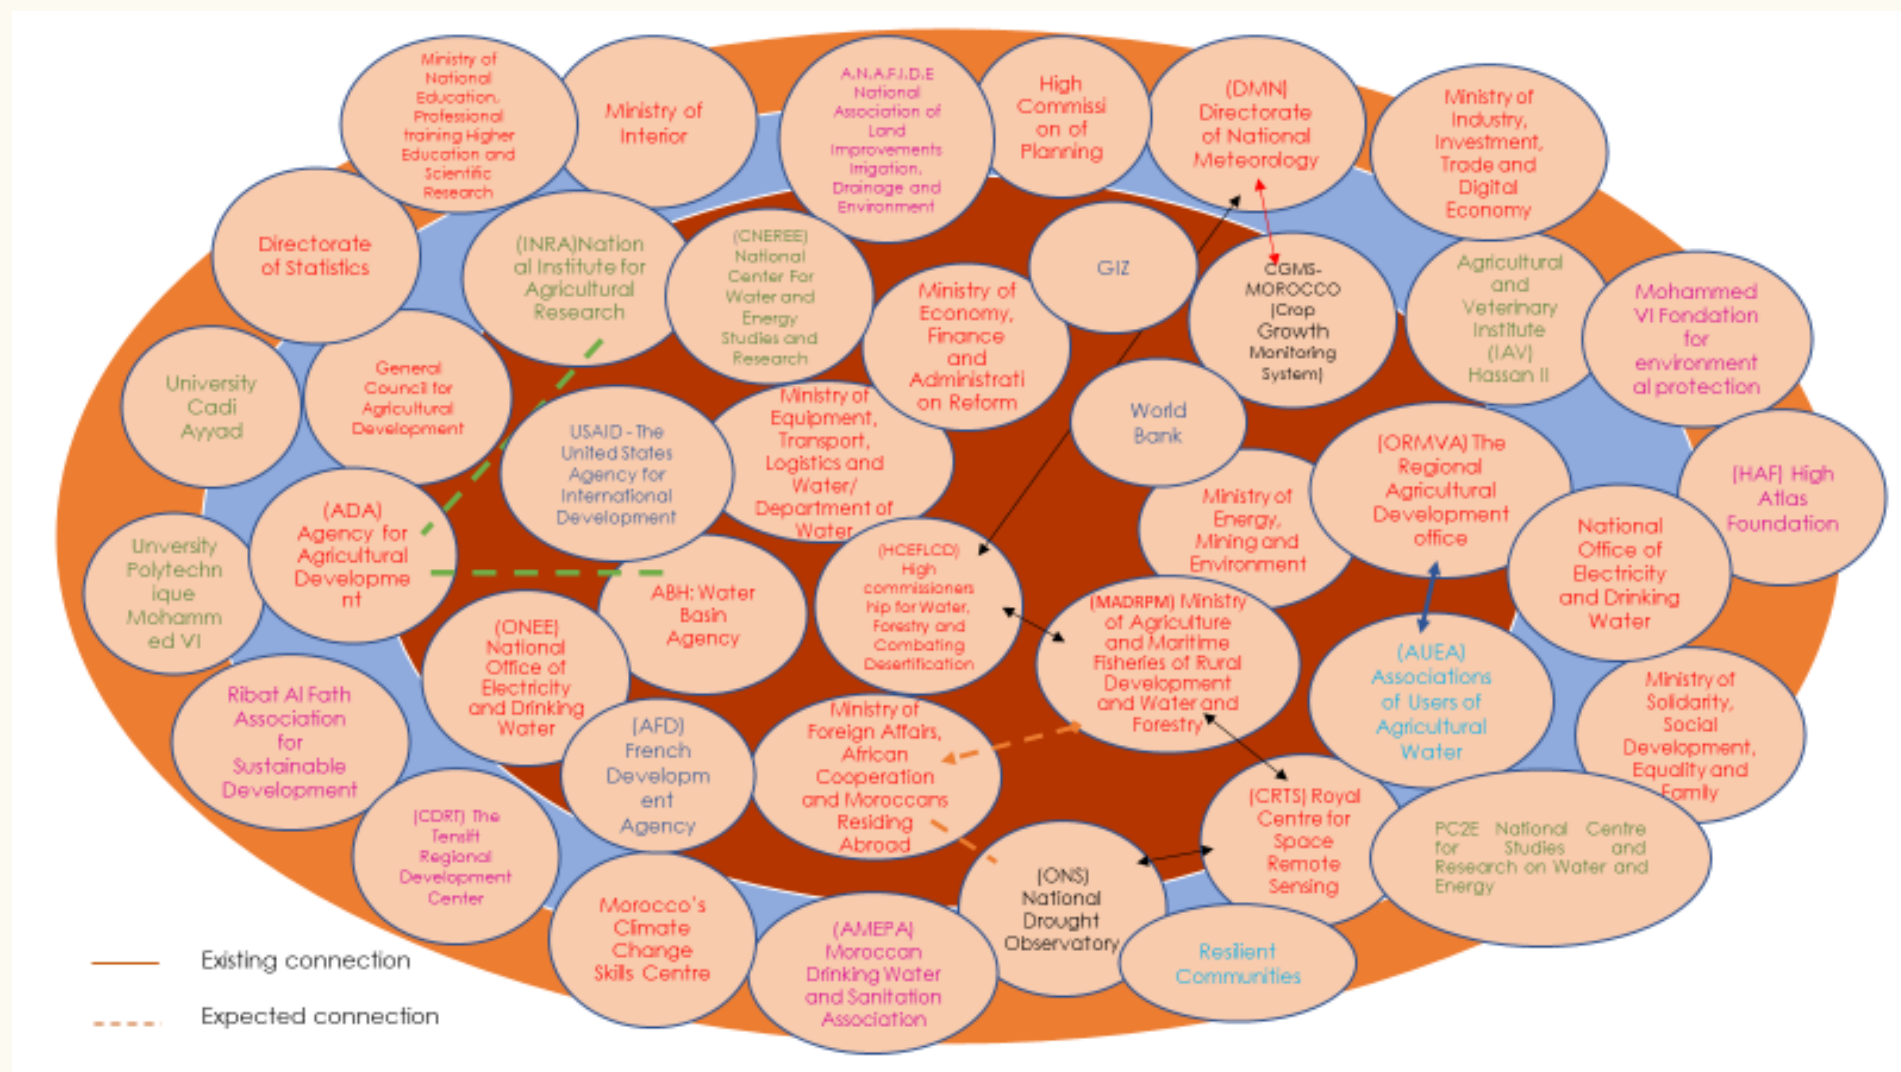 Ministry of
National
Education,
Professional
training Higher
Education and
Scientific
Research
Ministry of
Interior
A.N.A.F.I.D.E
National
Association of
Land
Improvements
Irrigation,
Drainage and
Environment
High
Commissi
on of
Planning
(DMN)
Directorate
of National
Meteorology
Ministry of
Industry,
Investment,
Trade and
Digital
Economy
Directorate
of Statistics
(INRA)Nation
al Institute for
Agricultural
Research
(CNEREE)
National
Center For
Water and
Energy
Studies and
Research
Ministry of
Economy,
Finance
and
Administrati
on Reform
GIZ
CGMS-
MOROCCO
(Crop
Growth
Monitoring
System)
Agricultural
and
Veterinary
Institute
(IAV)
Hassan II
Mohammed
VI Fondation
for
environment
al protection
University
Cadi
Ayyad
General
Council for
Agricultural
Development
USAID - The
United States
Agency for
International
Development
Ministry of
Equipment,
Transport,
Logistics and
Water/
Department of
Water
World
Bank
(ORMVA) The
Regional
Agricultural
Development
office
(HAF) High
Atlas
Foundation
Unversity
Polytechn
ique
Mohamm
ed VI
(ADA)
Agency for
Agricultural
Developme
nt
ABH: Water
Basin
Agency
(HCEFLCD)
High
commissioners
hip for Water,
Forestry and
Combating
Desertification
Ministry of
Energy,
Mining and
Environment
National
Office of
Electricity
and Drinking
Water
(ONEE)
National
Office of
Electricity
and Drinking
Water
(MADRPM) Ministry
of Agriculture
and Maritime
Fisheries of Rural
Development
and Water and
Forestry
(AUEA)
Associations
of Users of
Agricultural
Water
Ministry of
Solidarity,
Social
Development,
Equality and
Family
Ribat Al Fath
Association
for
Sustainable
Development
(AFD)
French
Developm
ent
Agency
Ministry of
Foreign Affairs,
African
Cooperation
and Moroccans
Residing
Abroad
(CRTS) Royal
Centre for
Space
Remote
Sensing
PC2E National Centre
for Studies and
Research on Water and
Energy
(CDRT) The
Tensift
Regional
Development
Center
Morocco's
Climate
Change
Skills Centre
(AMEPA)
Moroccan
Drinking Water
and Sanitation
Association
(ONS)
National
Drought
Observatory
Resilient
Communities
Existing connection
Expected connection